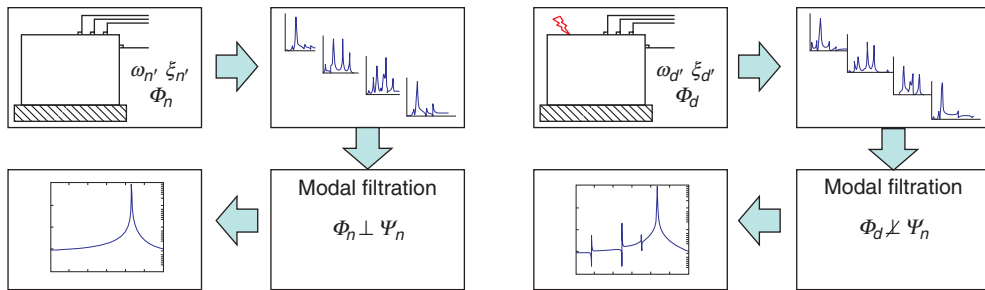 ωn, ξn,
Φn
ωd, ξd,
Φd
Modal filtration
Φn ⊥ Ψn
Modal filtration
Φd ⊥̸ Ψn